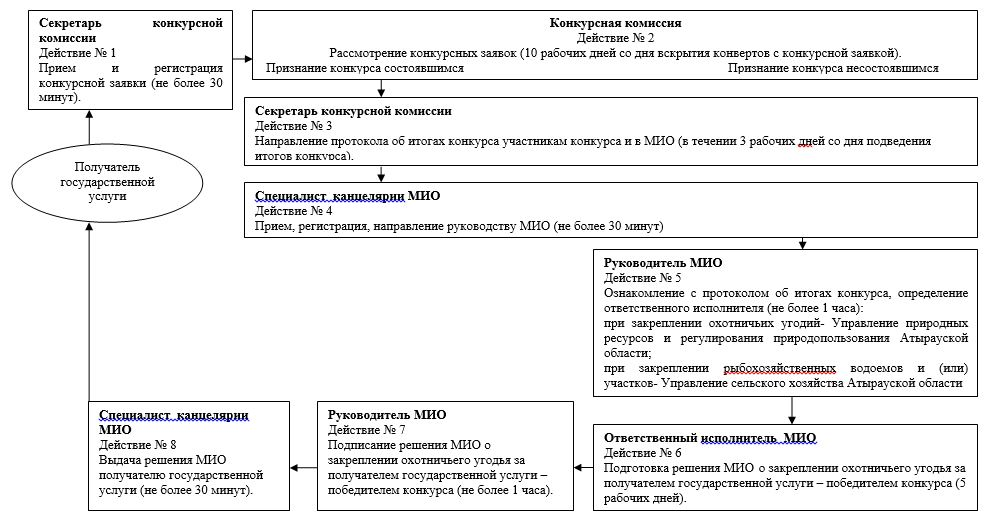 Секретарь конкурсной
комиссии
Действие № 1
Прием и регистрация
конкурсной заявки (не более 30
минут).
Конкурсная комиссия
Действие № 2
Рассмотрение конкурсных заявок (10 рабочих дней со дня вскрытия конвертов с конкурсной заявкой).
Признание конкурса состоявшимся Признание конкурса несостоявшимся
Секретарь конкурсной комиссии
Действие № 3
Направление протокола об итогах конкурса участникам конкурса и в МИО (в течении 3 рабочих дней со дня подведения
итогов конкурса).
Получатель
государственной
услуги
Специалист канцелярии МИО
Действие № 4
Прием, регистрация, направление руководству МИО (не более 30 минут)
Руководитель МИО
Действие № 5
Ознакомление с протоколом об итогах конкурса, определение
ответственного исполнителя (не более 1 часа):
при закреплении охотничьих угодий- Управление природных
ресурсов и регулирования природопользования Атырауской
области;
при закреплении рыбохозяйственных водоемов и (или)
участков- Управление сельского хозяйства Атырауской области
Ответственный исполнитель МИО
Действие № 6
Подготовка решения МИО о закреплении охотничьего угодья за
получателем государственной услуги – победителем конкурса (5
рабочих дней).
Руководитель МИО
Действие № 7
Подписание решения МИО о
закреплении охотничьего угодья за
получателем государственной услуги –
победителем конкурса (не более 1 часа).
Специалист канцелярии
МИО
Действие № 8
Выдача решения МИО
получателю государственной
услуги (не более 30 минут).